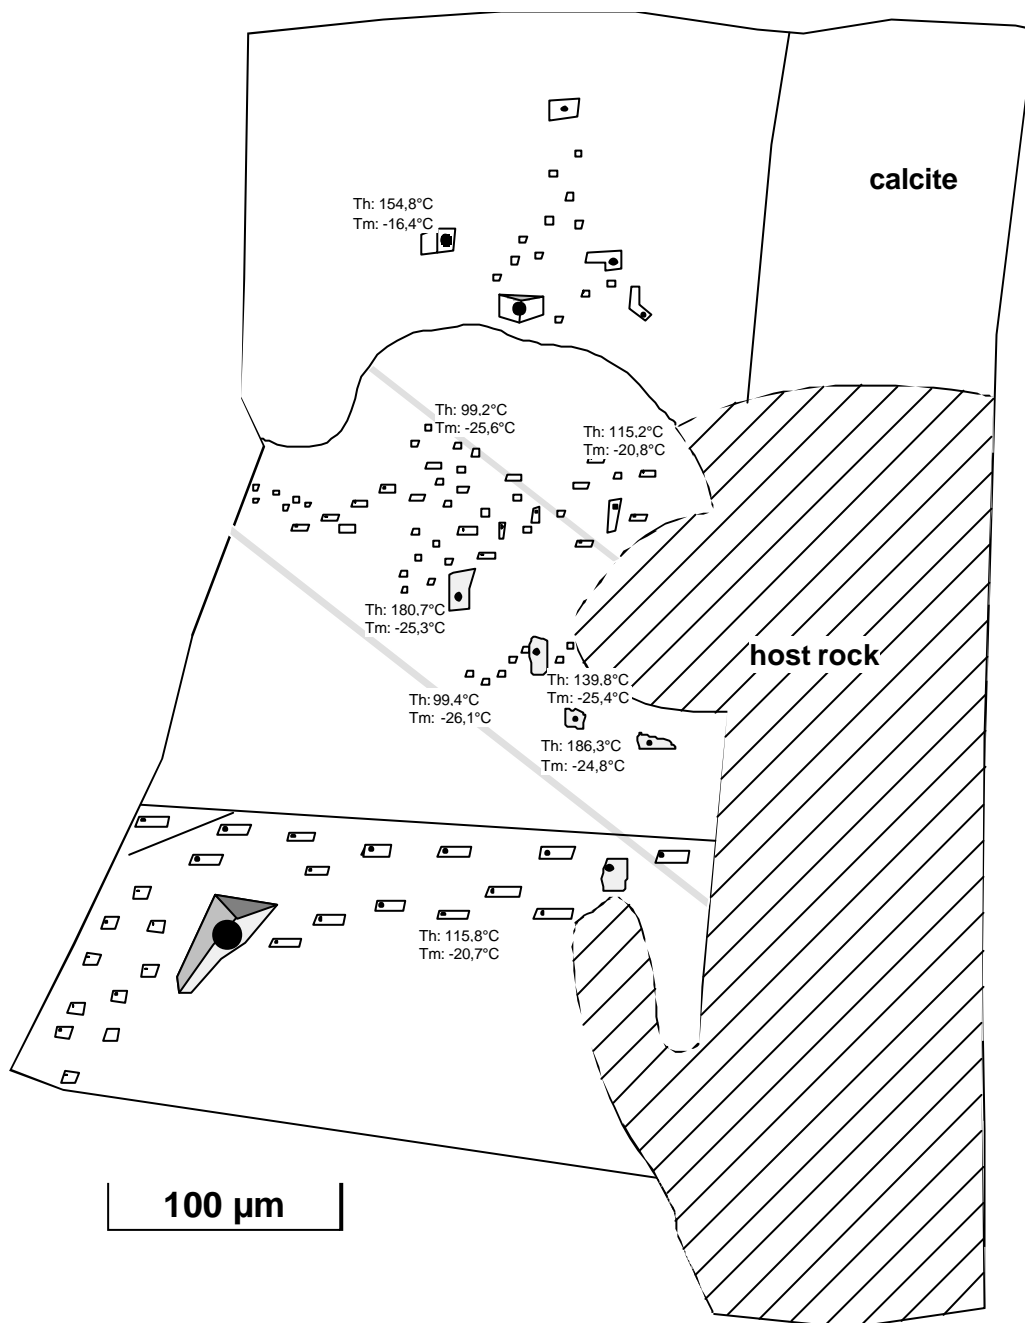 calcite
Th: 154,8°C
Tm: -16,4°C
Th: 99,2°C
Tm: -25,6°C
Th: 115,2°C
Tm: -20,8°C
Th: 180,7°C
Tm: -25,3°C
host rock
Th: 139,8°C
Tm: -25,4°C
Th: 99,4°C
Tm: -26,1°C
Th: 186,3°C
Tm: -24,8°C
Th: 115,8°C
Tm: -20,7°C
100 µm